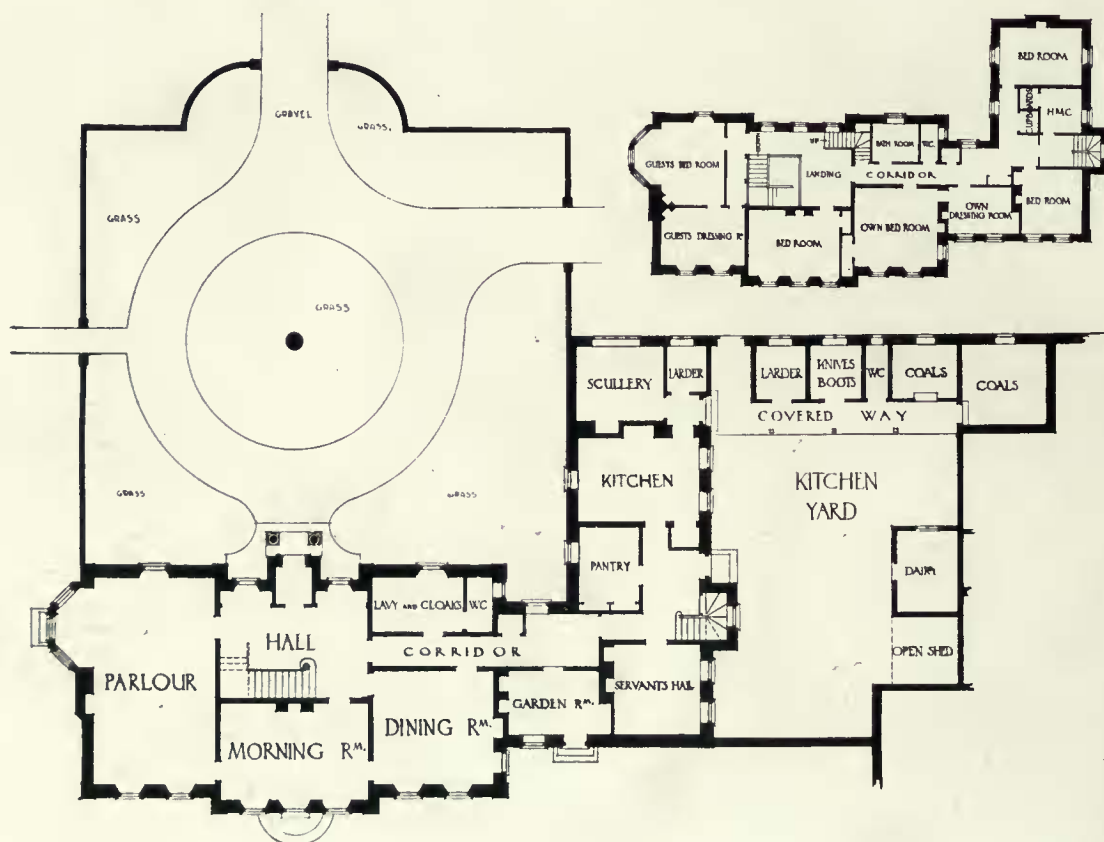 BED ROOM
CUPBOARDS
H.M.C.
GUESTS BED ROOM
UP
BATH ROOM
W.C.
LANDING
CORRIDOR
GUESTS DRESSING R.
BED ROOM
OWN BED ROOM
OWN
DRESSING ROOM
BED ROOM
GRAVEL
GRASS.
GRASS
GRASS
GRASS
GRASS
GRASS
SCULLERY
LARDER
LARDER
KNIVES
BOOTS
WC
COALS
COALS
COVERED WAY
KITCHEN
KITCHEN
YARD
PANTRY
DAIRY
OPEN SHED
LAVY AND CLOAKS
WC
HALL
CORRIDOR
PARLOUR
SERVANTS HALL
GARDEN RM.
DINING RM.
MORNING RM.